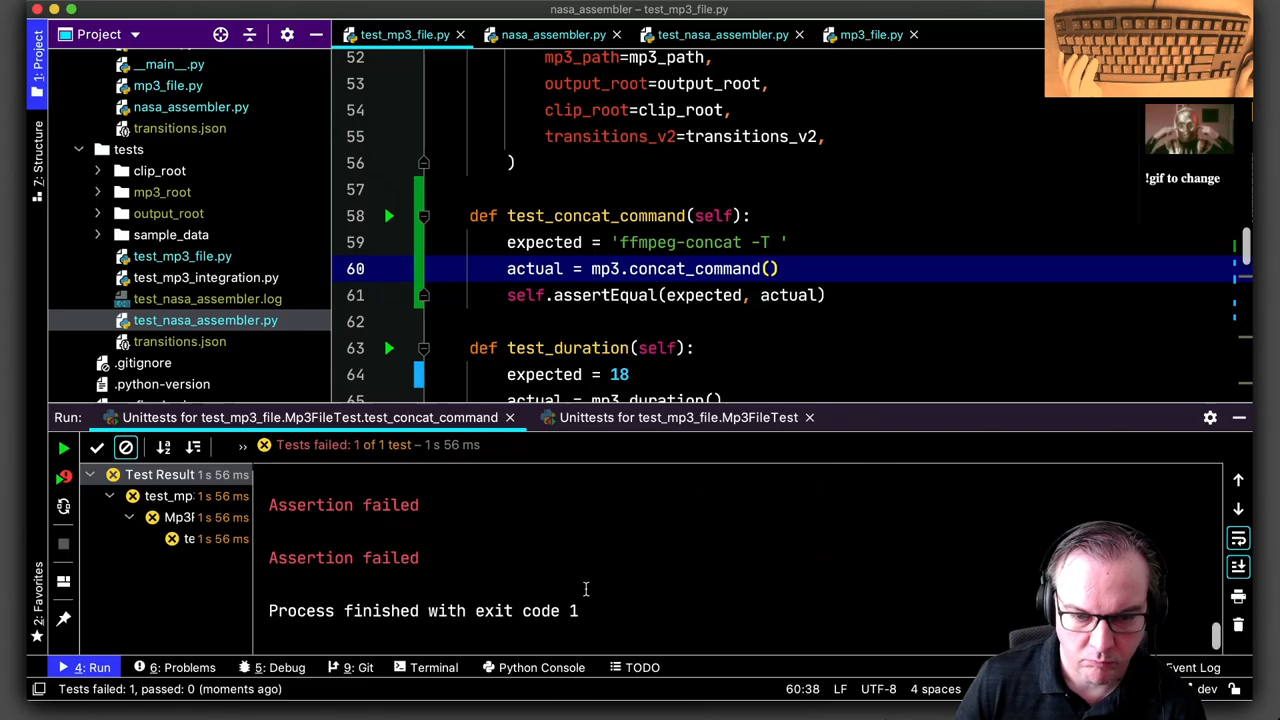 nasa_assembler – test_mp3_file.py
Project
test_mp3_file.py
nasa_assembler.py
test_nasa_assembler.py
mp3_file.py
1: Project
7: Structure
2: Favorites
__main__.py
mp3_file.py
nasa_assembler.py
transitions.json
tests
clip_root
mp3_root
output_root
sample_data
test_mp3_file.py
test_mp3_integration.py
test_nasa_assembler.log
test_nasa_assembler.py
transitions.json
.gitignore
.python-version
52 mp3_path=mp3_path,
53 output_root=output_root,
54 clip_root=clip_root,
55 transitions_v2=transitions_v2,
56 )
57
58 def test_concat_command(self):
59 expected = 'ffmpeg-concat -T '
60 actual = mp3.concat_command()
61 self.assertEqual(expected, actual)
62
63 def test_duration(self):
64 expected = 18
65 actual = mp3.duration()
!gif to change
Run: Unittests for test_mp3_file.Mp3FileTest.test_concat_command
Unittests for test_mp3_file.Mp3FileTest
Tests failed: 1 of 1 test – 1 s 56 ms
Test Result 1 s 56 ms
test_mp 1 s 56 ms
Mp3F 1 s 56 ms
te 1 s 56 ms
Assertion failed
Assertion failed
Process finished with exit code 1
4: Run
6: Problems
5: Debug
9: Git
Terminal
Python Console
TODO
Event Log
Tests failed: 1, passed: 0 (moments ago)
60:38
LF
UTF-8
4 spaces
dev